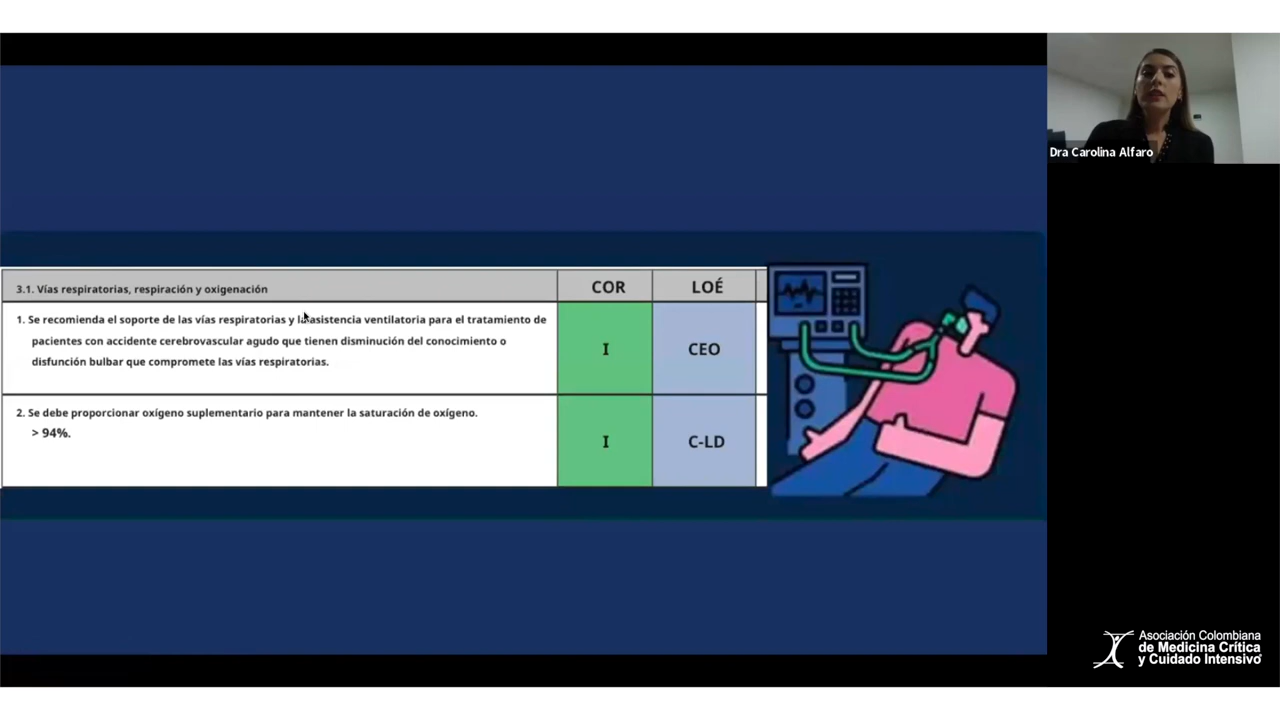 3.1. Vías respiratorias, respiración y oxigenación
COR
LOÉ
1. Se recomienda el soporte de las vías respiratorias y la asistencia ventilatoria para el tratamiento de
pacientes con accidente cerebrovascular agudo que tienen disminución del conocimiento o
disfunción bulbar que compromete las vías respiratorias.
I
CEO
2. Se debe proporcionar oxígeno suplementario para mantener la saturación de oxígeno.
> 94%.
I
C-LD
Dra Carolina Alfaro
Asociación Colombiana
de Medicina Crítica
y Cuidado Intensivo